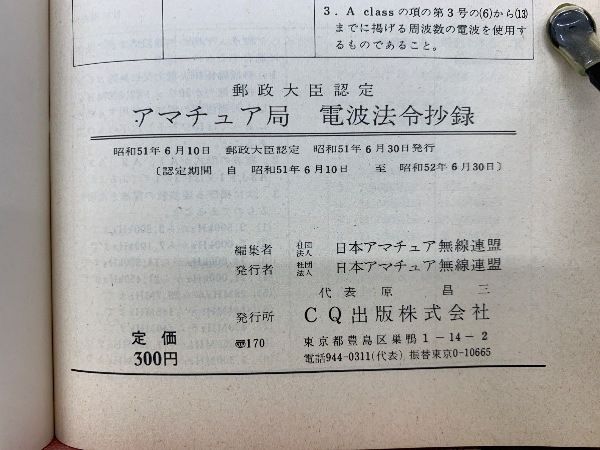 3．A classの項の第3号の(6)から(13)
までに掲げる周波数の電波を使用す
るものであること。
郵政大臣認定
アマチュア局　電波法令抄録
昭和51年6月10日　郵政大臣認定　昭和51年6月30日発行
〔認定期間　自　昭和51年6月10日　至　昭和52年6月30日〕
編集者　社団法人　日本アマチュア無線連盟
発行者　社団法人　日本アマチュア無線連盟
代表　原　昌三
発行所　CQ出版株式会社
〠170　東京都豊島区巣鴨1－14－2
電話944-0311(代表)　振替東京0-10665
定価
300円